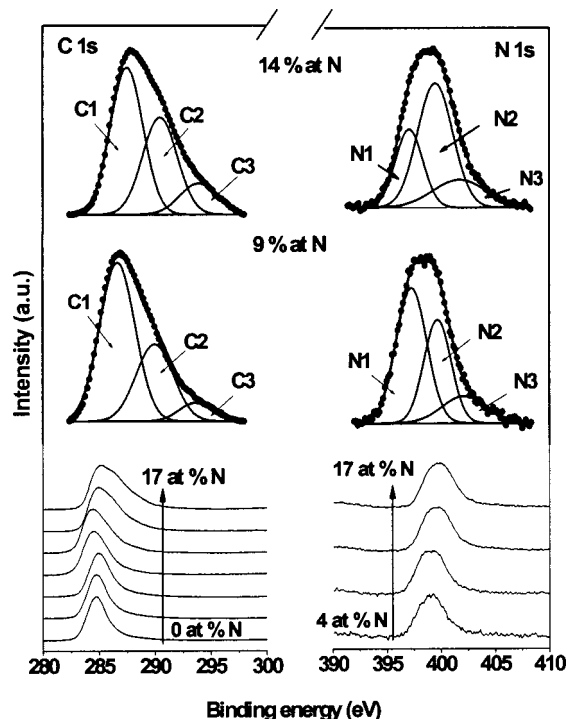 C 1s
14 % at N
N 1s
C1
C2
C3
N1
N2
N3
9 % at N
C1
C2
C3
N1
N2
N3
Intensity (a.u.)
17 at % N
0 at % N
17 at % N
4 at % N
280 285 290 295 300 390 395 400 405 410
Binding energy (eV)